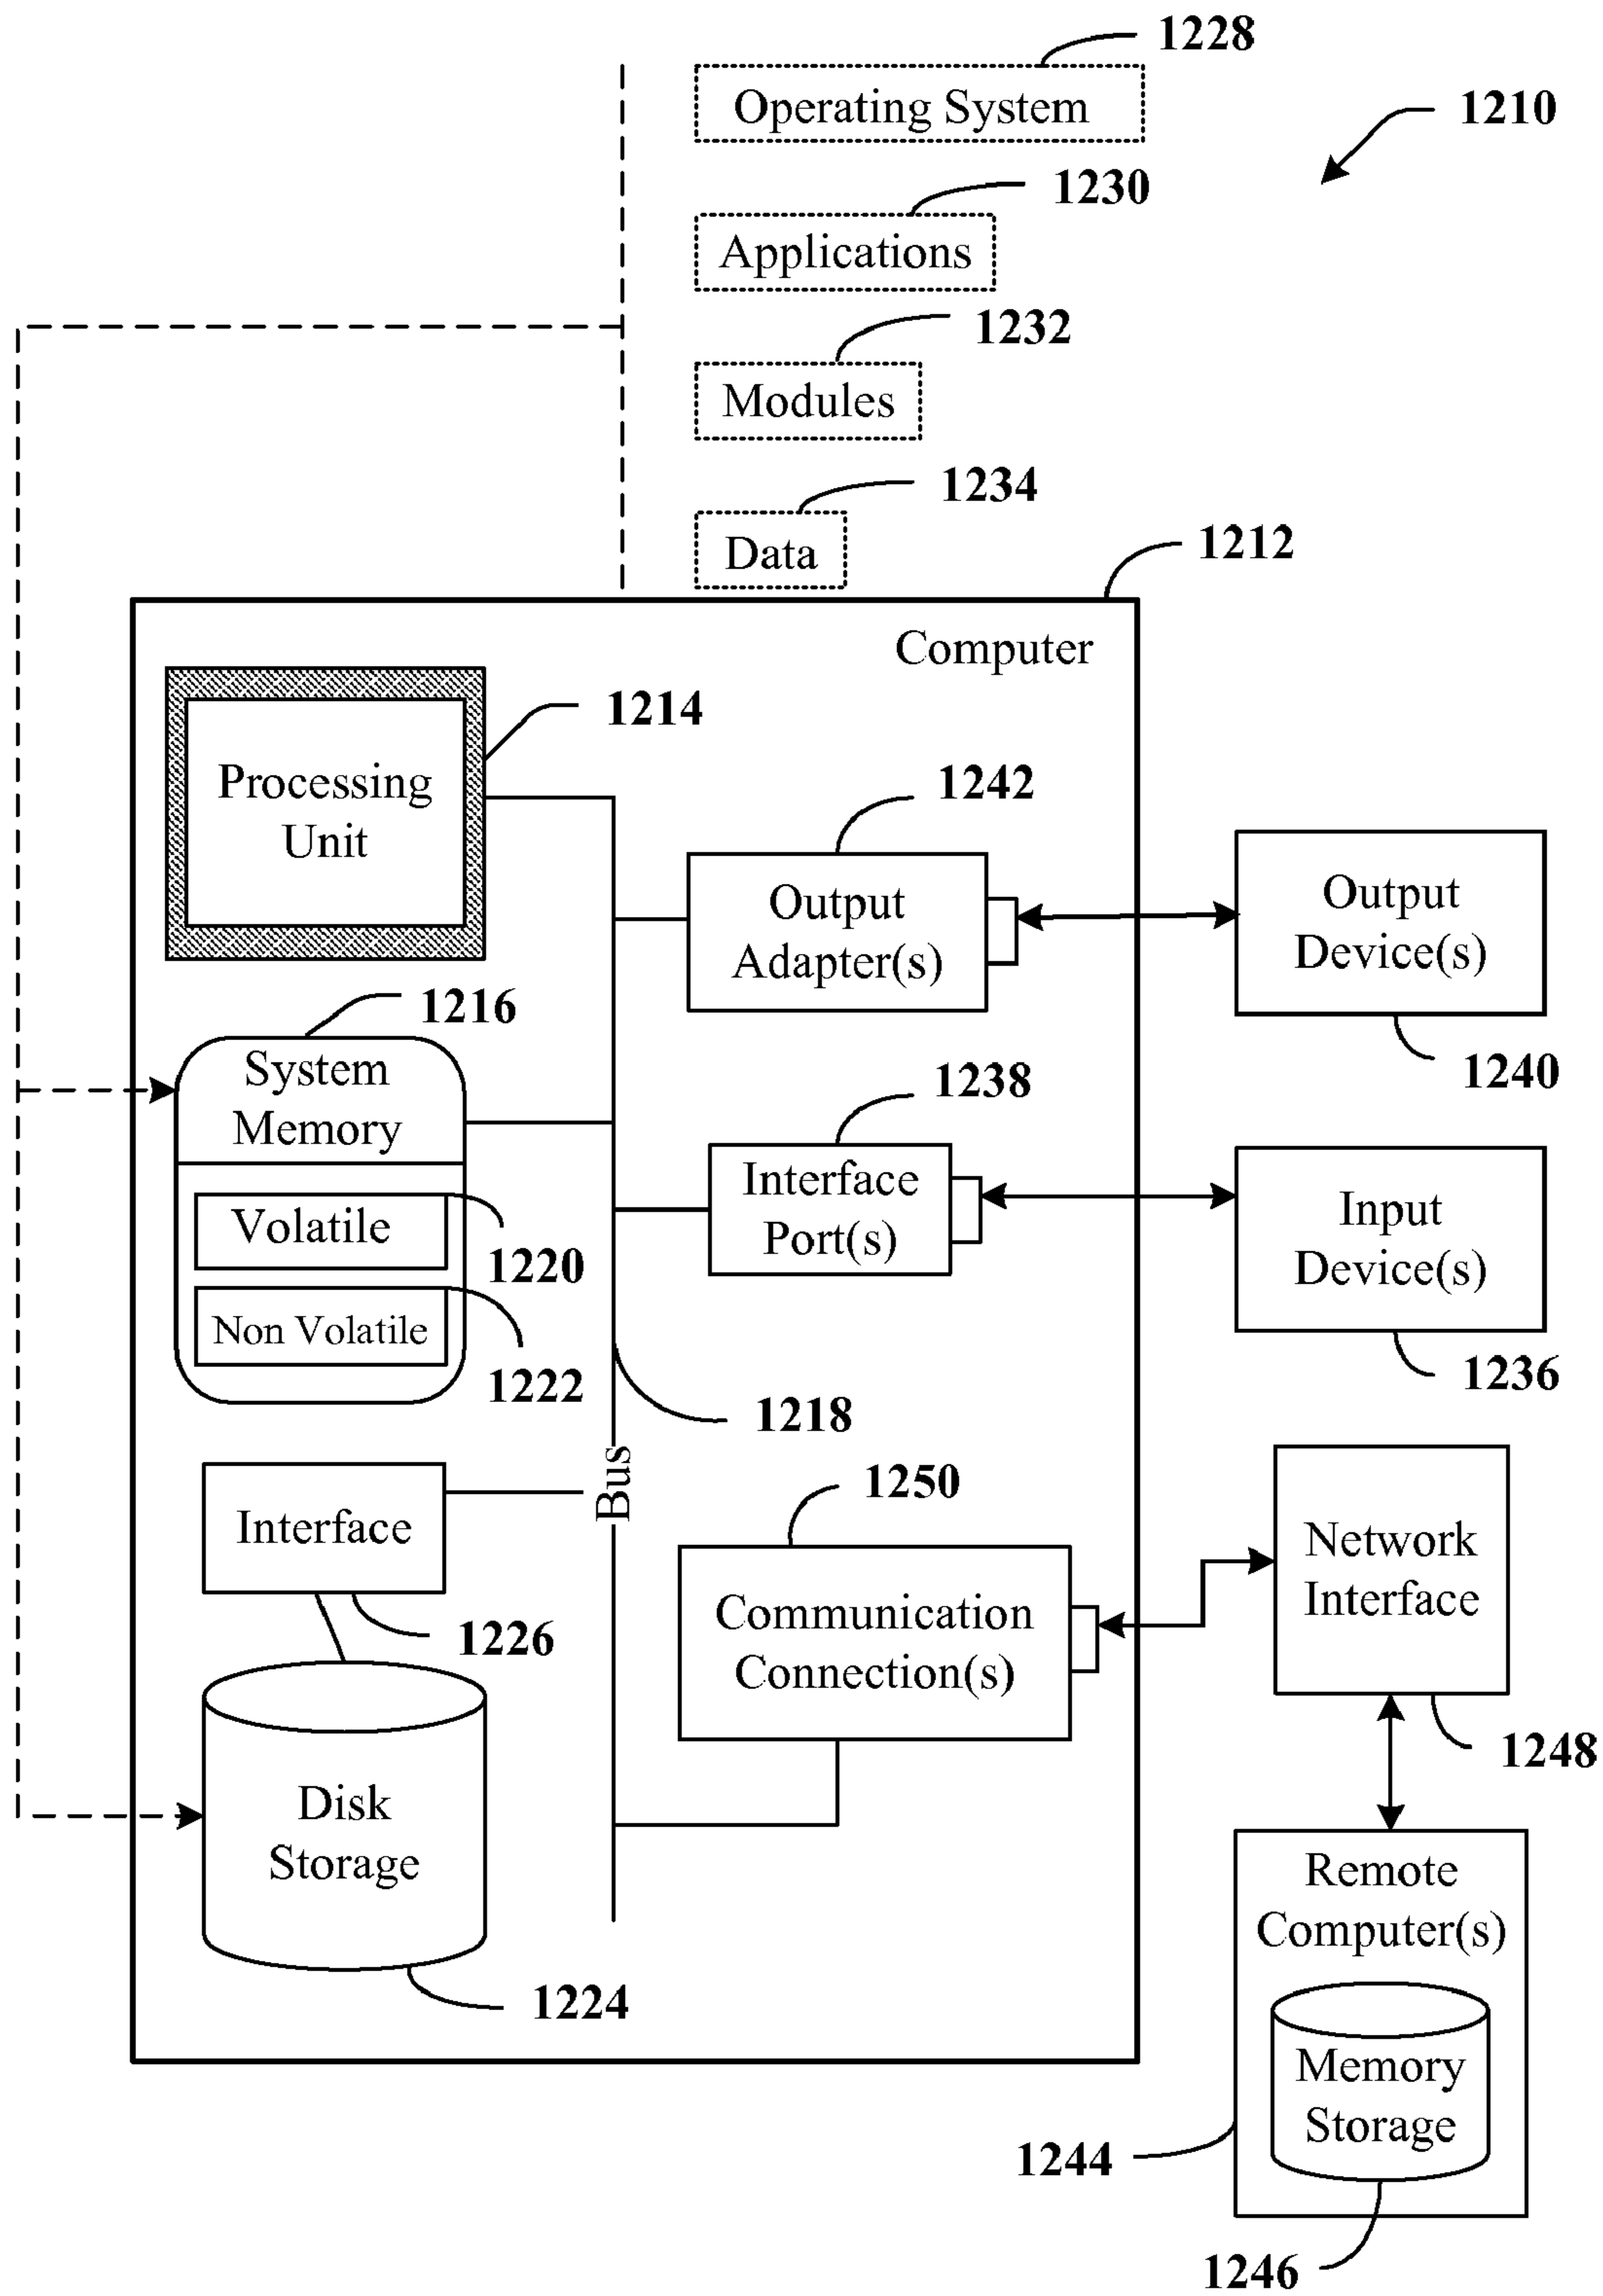 1228
Operating System
1210
1230
Applications
1232
Modules
1234
Data
1212
Computer
1214
Processing
Unit
1242
Output
Adapter(s)
Output
Device(s)
1240
1216
System
Memory
1238
Interface
Port(s)
Input
Device(s)
1236
Volatile
1220
Non Volatile
1222
1218
Bus
1250
Interface
1226
Communication
Connection(s)
Network
Interface
1248
Disk
Storage
1224
Remote
Computer(s)
Memory
Storage
1244
1246